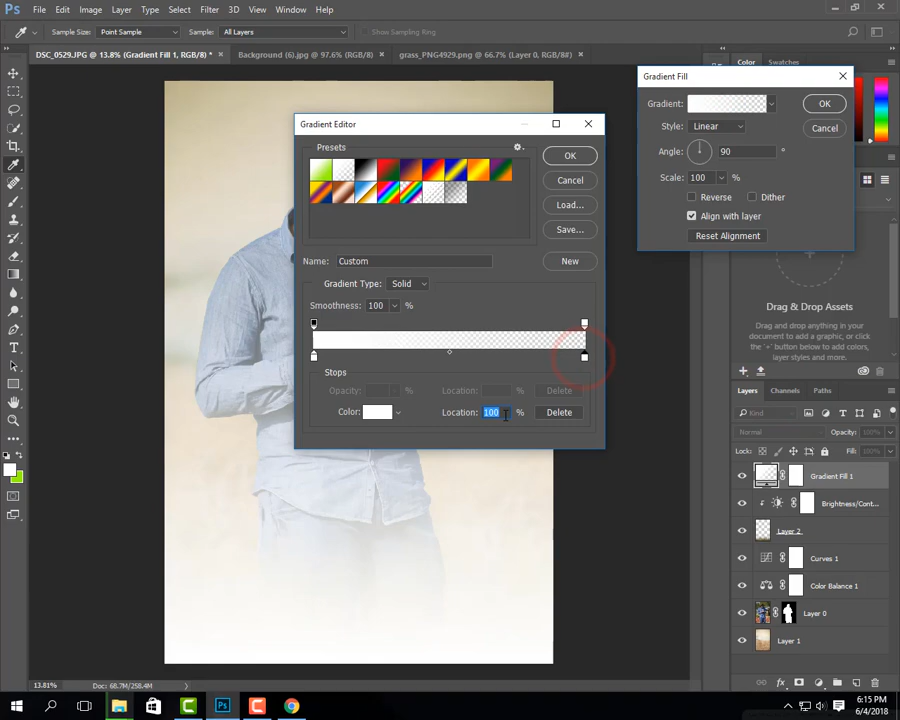 Ps File Edit Image Layer Type Select Filter 3D View Window Help
Sample Size: Point Sample Sample: All Layers Show Sampling Ring
DSC_0529.JPG @ 13.8% (Gradient Fill 1, RGB/8) * × Background (6).jpg @ 97.6% (RGB/8) × grass_PNG4929.png @ 66.7% (Layer 0, RGB/8#) ×
Color Swatches
Gradient Fill
Gradient: OK
Style: Linear Cancel
Angle: 90 °
Scale: 100 %
Reverse Dither
Align with layer
Reset Alignment
Gradient Editor
Presets
OK
Cancel
Load...
Save...
Name: Custom New
Gradient Type: Solid
Smoothness: 100 %
Stops
Opacity: % Location: % Delete
Color: Location: 100 % Delete
Drag & Drop Assets
Drag and drop anything in your
document to add a graphic, or click
the '+' button below to add colors,
layer styles and more.
Layers Channels Paths
Kind
Normal Opacity: 100%
Lock: Fill: 100%
Gradient Fill 1
Brightness/Cont...
Layer 2
Curves 1
Color Balance 1
Layer 0
Layer 1
fx
13.81% Doc: 68.7M/258.4M
Ps
6:15 PM
6/4/2018